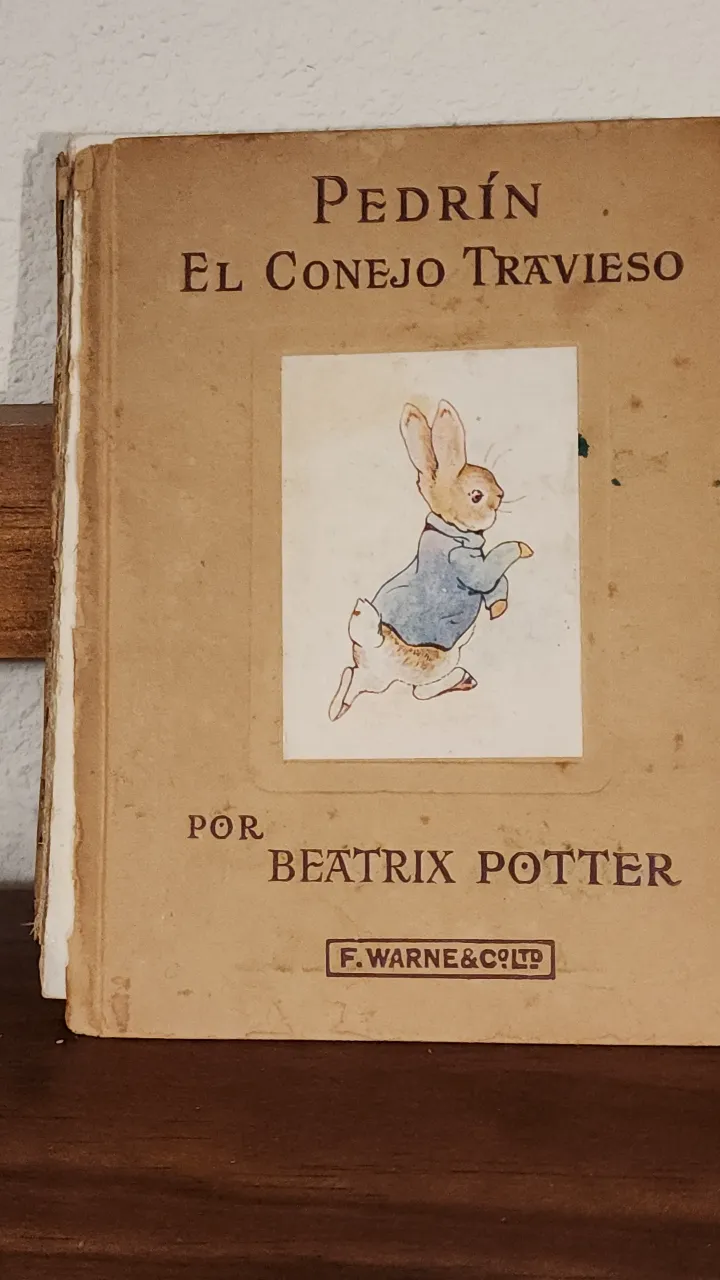 PEDRÍN
EL CONEJO TRAVIESO
POR
BEATRIX POTTER
F. WARNE & Cº LTD